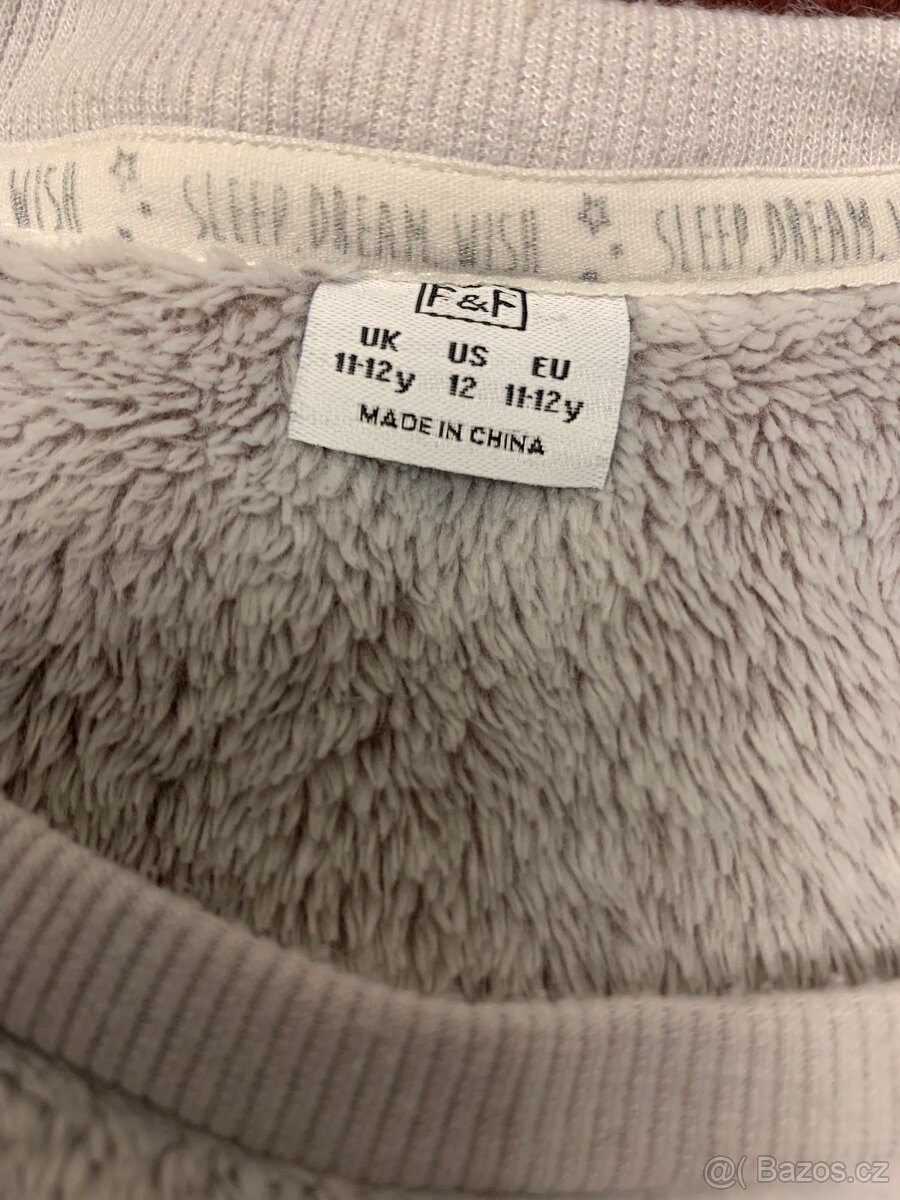 WISH SLEEP. DREAM. WISH SLEEP. DREAM.
F&F
UK US EU
11-12y 12 11-12y
MADE IN CHINA
@( Bazos.cz